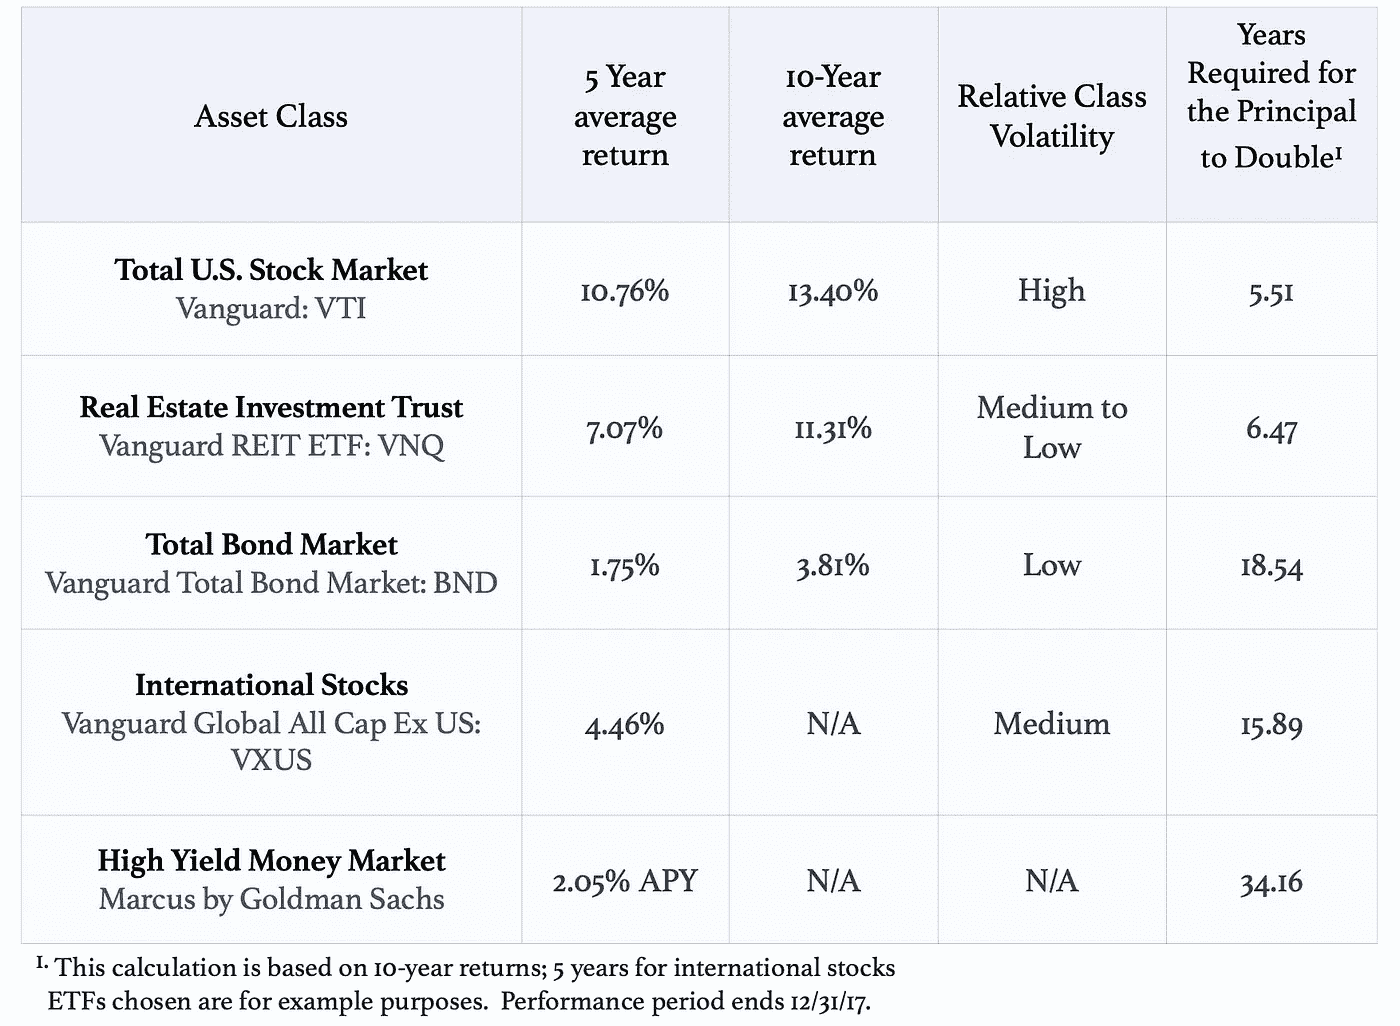 Asset Class
5 Year
average
return
10-Year
average
return
Relative Class
Volatility
Years
Required for
the Principal
to Double¹
Total U.S. Stock Market
Vanguard: VTI
10.76%
13.40%
High
5.51
Real Estate Investment Trust
Vanguard REIT ETF: VNQ
7.07%
11.31%
Medium to
Low
6.47
Total Bond Market
Vanguard Total Bond Market: BND
1.75%
3.81%
Low
18.54
International Stocks
Vanguard Global All Cap Ex US:
VXUS
4.46%
N/A
Medium
15.89
High Yield Money Market
Marcus by Goldman Sachs
2.05% APY
N/A
N/A
34.16
1. This calculation is based on 10-year returns; 5 years for international stocks
ETFs chosen are for example purposes. Performance period ends 12/31/17.